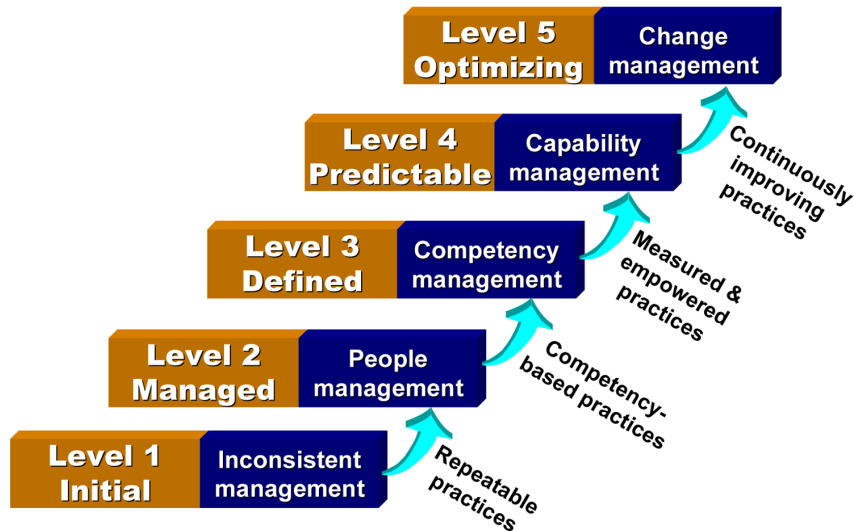 Level 5
Optimizing
Change
management
Level 4
Predictable
Capability
management
Continuously
improving
practices
Level 3
Defined
Competency
management
Measured &
empowered
practices
Level 2
Managed
People
management
Competency-
based practices
Level 1
Initial
Inconsistent
management
Repeatable
practices